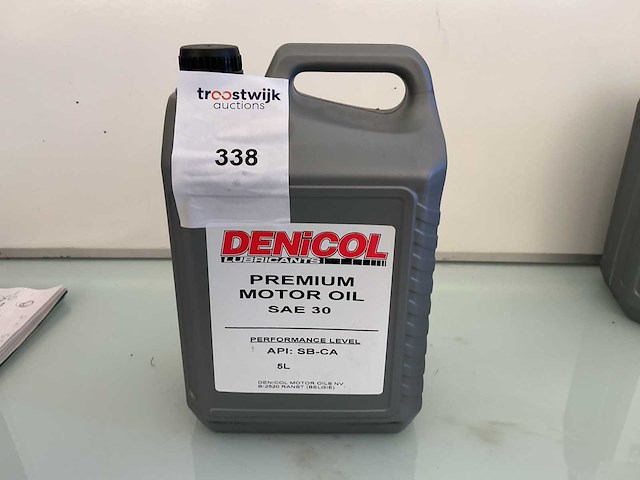 troostwijk
auctions
338
DENiCOL
LUBRICANTS
PREMIUM
MOTOR OIL
SAE 30
PERFORMANCE LEVEL
API: SB-CA
5L
DENICOL MOTOR OILS NV
B-2520 RANST (BELGIE)